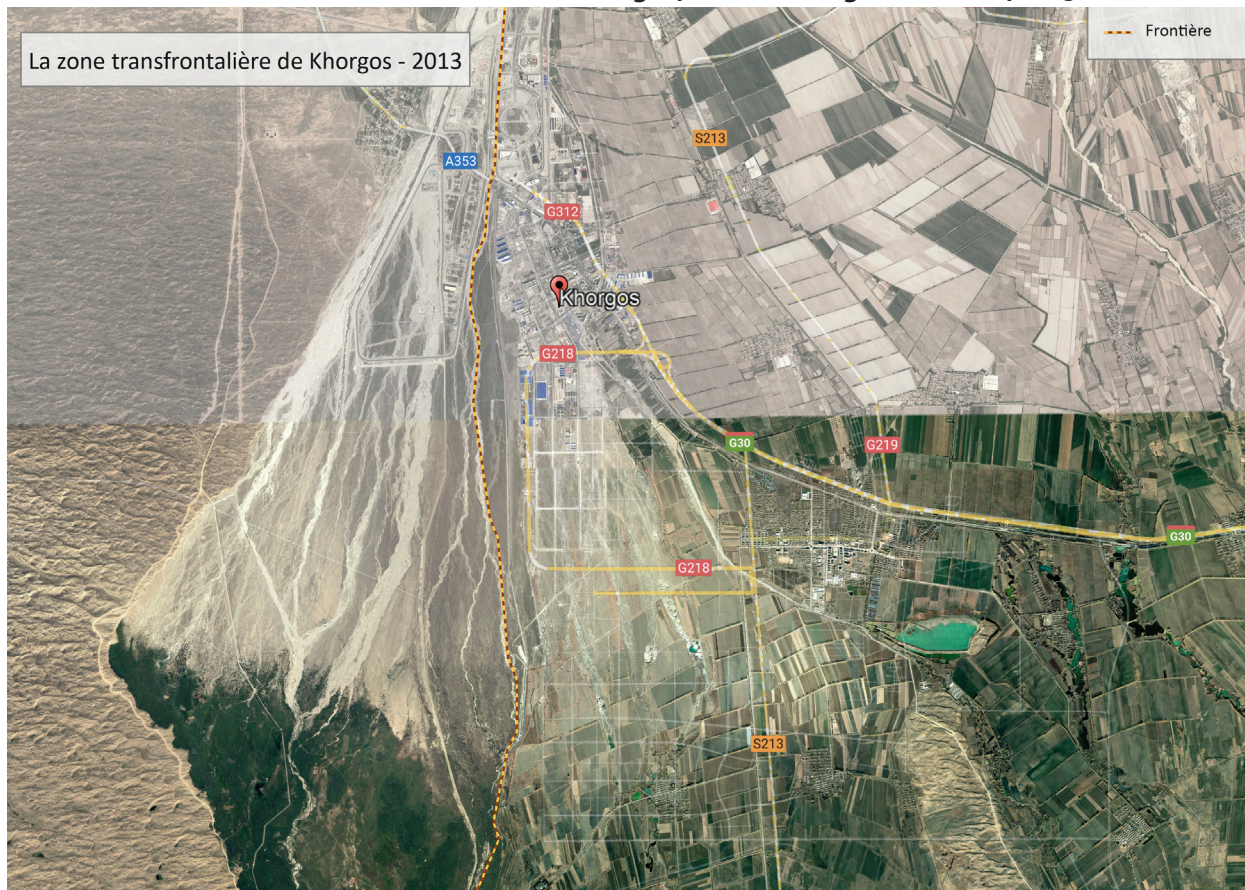 La zone transfrontalière de Khorgos - 2013
Frontière
S213
A353
G312
Khorgos
G218
G30
G219
G30
G218
S213